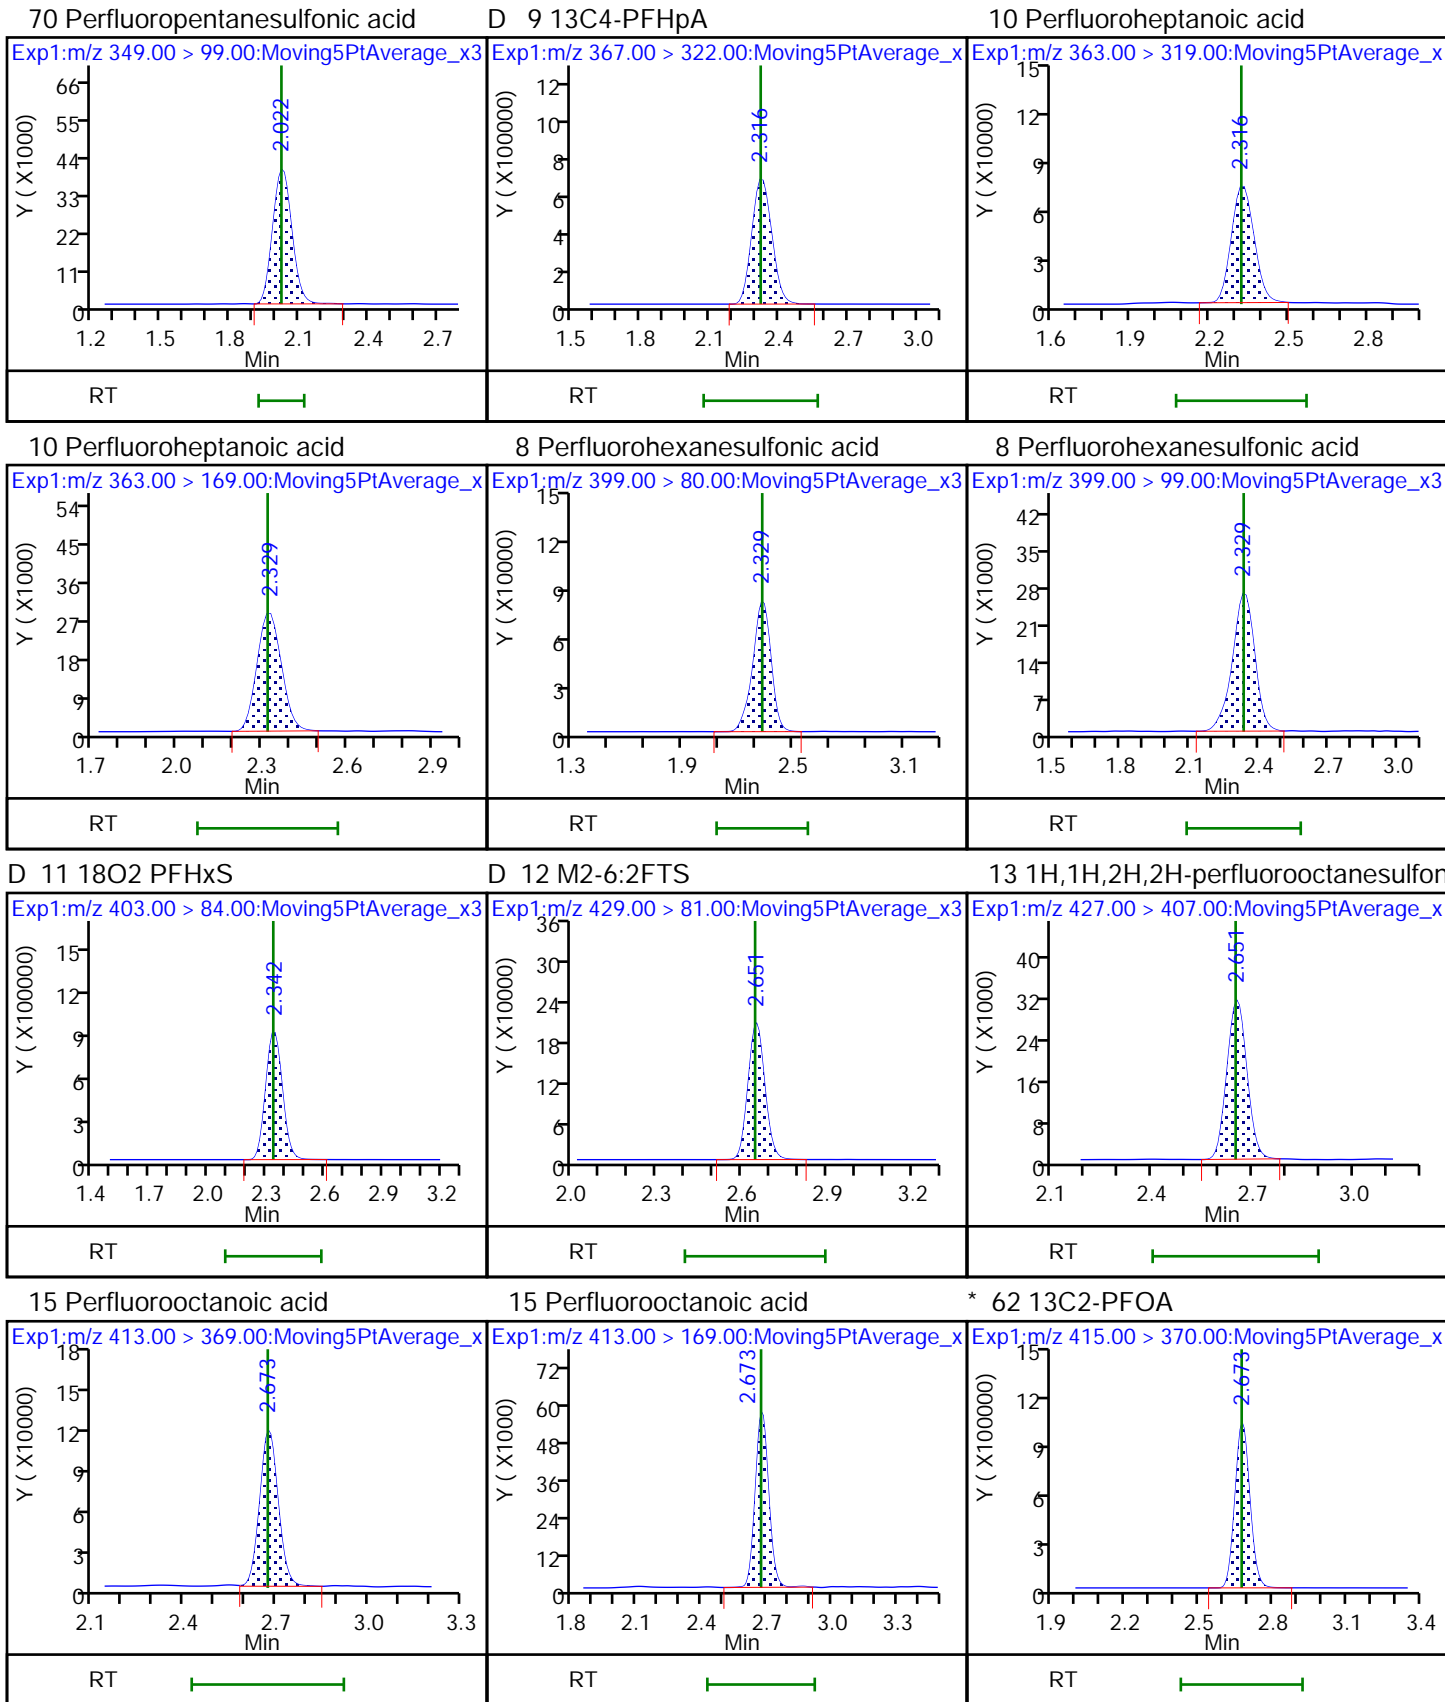 70 Perfluoropentanesulfonic acid
Exp1:m/z 349.00 > 99.00:Moving5PtAverage_x3
Y ( X1000)
66
55
44
33
22
11
0
2.022
1.2 1.5 1.8 2.1 2.4 2.7
Min
RT
D 9 13C4-PFHpA
Exp1:m/z 367.00 > 322.00:Moving5PtAverage_x
Y ( X100000)
12
10
8
6
4
2
0
2.316
1.5 1.8 2.1 2.4 2.7 3.0
Min
RT
10 Perfluoroheptanoic acid
Exp1:m/z 363.00 > 319.00:Moving5PtAverage_x
Y ( X10000)
15
12
9
6
3
0
2.316
1.6 1.9 2.2 2.5 2.8
Min
RT
10 Perfluoroheptanoic acid
Exp1:m/z 363.00 > 169.00:Moving5PtAverage_x
Y ( X1000)
54
45
36
27
18
9
0
2.329
1.7 2.0 2.3 2.6 2.9
Min
RT
8 Perfluorohexanesulfonic acid
Exp1:m/z 399.00 > 80.00:Moving5PtAverage_x3
Y ( X10000)
15
12
9
6
3
0
2.329
1.3 1.9 2.5 3.1
Min
RT
8 Perfluorohexanesulfonic acid
Exp1:m/z 399.00 > 99.00:Moving5PtAverage_x3
Y ( X1000)
42
35
28
21
14
7
0
2.329
1.5 1.8 2.1 2.4 2.7 3.0
Min
RT
D 11 18O2 PFHxS
Exp1:m/z 403.00 > 84.00:Moving5PtAverage_x3
Y ( X100000)
15
12
9
6
3
0
2.342
1.4 1.7 2.0 2.3 2.6 2.9 3.2
Min
RT
D 12 M2-6:2FTS
Exp1:m/z 429.00 > 81.00:Moving5PtAverage_x3
Y ( X10000)
36
30
24
18
12
6
0
2.651
2.0 2.3 2.6 2.9 3.2
Min
RT
13 1H,1H,2H,2H-perfluorooctanesulfon
Exp1:m/z 427.00 > 407.00:Moving5PtAverage_x
Y ( X1000)
40
32
24
16
8
0
2.651
2.1 2.4 2.7 3.0
Min
RT
15 Perfluorooctanoic acid
Exp1:m/z 413.00 > 369.00:Moving5PtAverage_x
Y ( X10000)
18
15
12
9
6
3
0
2.673
2.1 2.4 2.7 3.0 3.3
Min
RT
15 Perfluorooctanoic acid
Exp1:m/z 413.00 > 169.00:Moving5PtAverage_x
Y ( X1000)
72
60
48
36
24
12
0
2.673
1.8 2.1 2.4 2.7 3.0 3.3
Min
RT
* 62 13C2-PFOA
Exp1:m/z 415.00 > 370.00:Moving5PtAverage_x
Y ( X100000)
15
12
9
6
3
0
2.673
1.9 2.2 2.5 2.8 3.1 3.4
Min
RT